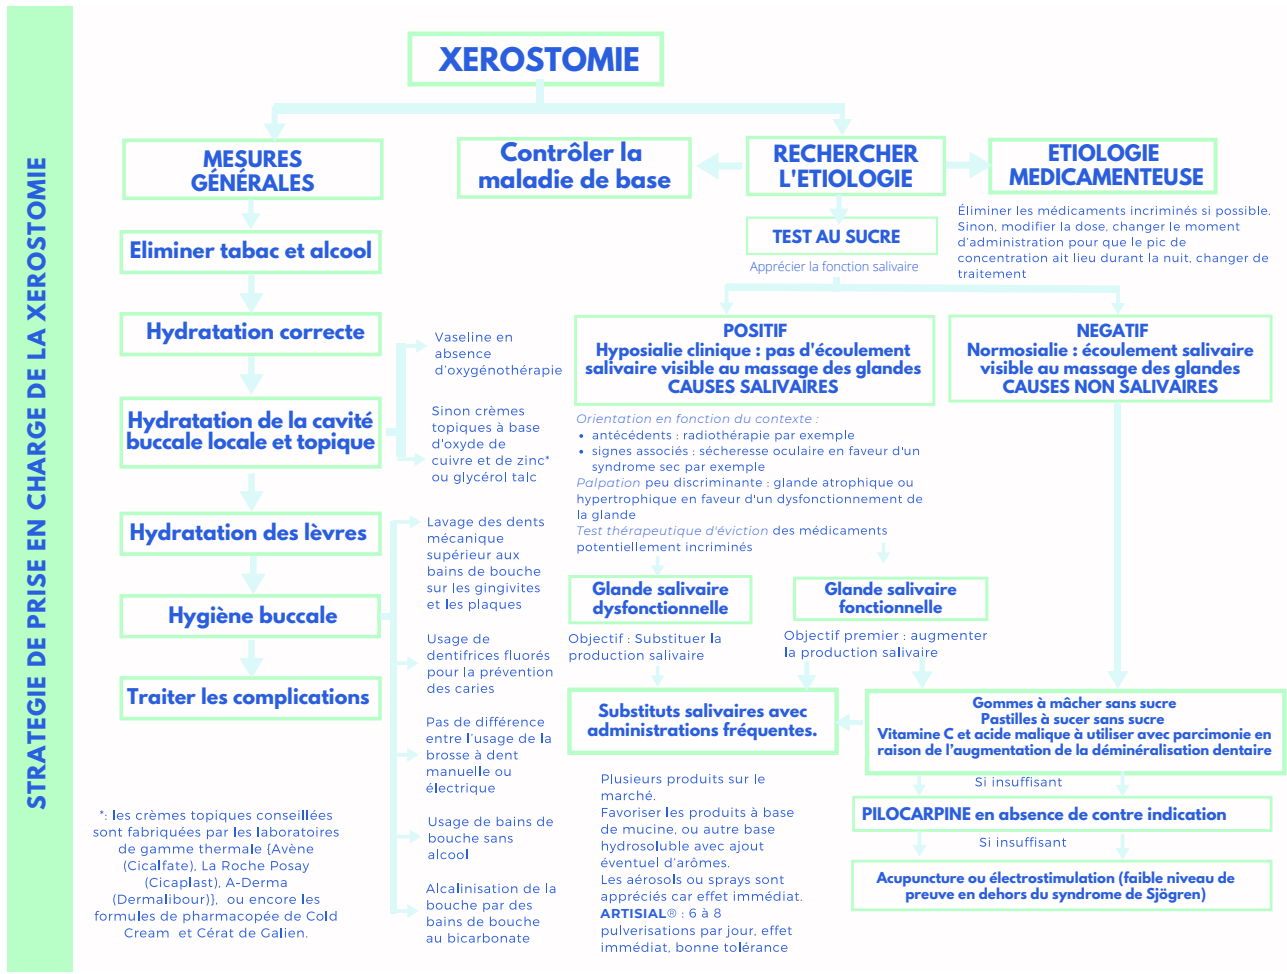 STRATEGIE DE PRISE EN CHARGE DE LA XEROSTOMIE
XEROSTOMIE
MESURES
GÉNÉRALES
Eliminer tabac et alcool
Hydratation correcte
Hydratation de la cavité
buccale locale et topique
Vaseline en
absence
d'oxygénothérapie
Sinon crèmes
topiques à base
d'oxyde de
cuivre et de zinc*
ou glycérol talc
Hydratation des lèvres
Hygiène buccale
Lavage des dents
mécanique
supérieur aux
bains de bouche
sur les gingivites
et les plaques
Usage de
dentifrices fluorés
pour la prévention
des caries
Pas de différence
entre l'usage de la
brosse à dent
manuelle ou
électrique
Usage de bains de
bouche sans
alcool
Alcalinisation de la
bouche par des
bains de bouche
au bicarbonate
Traiter les complications
*: les crèmes topiques conseillées
sont fabriquées par les laboratoires
de gamme thermale {Avène
(Cicalfate), La Roche Posay
(Cicaplast), A-Derma
(Dermalibour)}, ou encore les
formules de pharmacopée de Cold
Cream et Cérat de Galien.
Contrôler la
maladie de base
RECHERCHER
L'ETIOLOGIE
ETIOLOGIE
MEDICAMENTEUSE
Éliminer les médicaments incriminés si possible.
Sinon, modifier la dose, changer le moment
d'administration pour que le pic de
concentration ait lieu durant la nuit, changer de
traitement
TEST AU SUCRE
Apprécier la fonction salivaire
POSITIF
Hyposialie clinique : pas d'écoulement
salivaire visible au massage des glandes
CAUSES SALIVAIRES
NEGATIF
Normosialie : écoulement salivaire
visible au massage des glandes
CAUSES NON SALIVAIRES
Orientation en fonction du contexte :
• antécédents : radiothérapie par exemple
• signes associés : sécheresse oculaire en faveur d'un
syndrome sec par exemple
Palpation peu discriminante : glande atrophique ou
hypertrophique en faveur d'un dysfonctionnement de
la glande
Test thérapeutique d'éviction des médicaments
potentiellement incriminés
Glande salivaire
dysfonctionnelle
Objectif : Substituer la
production salivaire
Glande salivaire
fonctionnelle
Objectif premier : augmenter
la production salivaire
Substituts salivaires avec
administrations fréquentes.
Plusieurs produits sur le
marché.
Favoriser les produits à base
de mucine, ou autre base
hydrosoluble avec ajout
éventuel d'arômes.
Les aérosols ou sprays sont
appréciés car effet immédiat.
ARTISIAL® : 6 à 8
pulverisations par jour, effet
immédiat, bonne tolérance
Gommes à mâcher sans sucre
Pastilles à sucer sans sucre
Vitamine C et acide malique à utiliser avec parcimonie en
raison de l'augmentation de la déminéralisation dentaire
Si insuffisant
PILOCARPINE en absence de contre indication
Si insuffisant
Acupuncture ou électrostimulation (faible niveau de
preuve en dehors du syndrome de Sjögren)